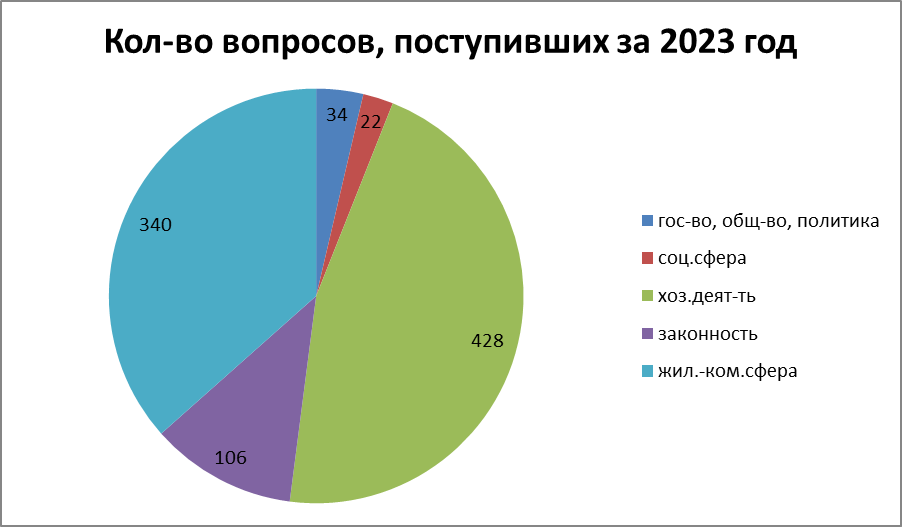 Кол-во вопросов, поступивших за 2023 год
34
22
340
428
106
гос-во, общ-во, политика
соц.сфера
хоз.деят-ть
законность
жил.-ком.сфера